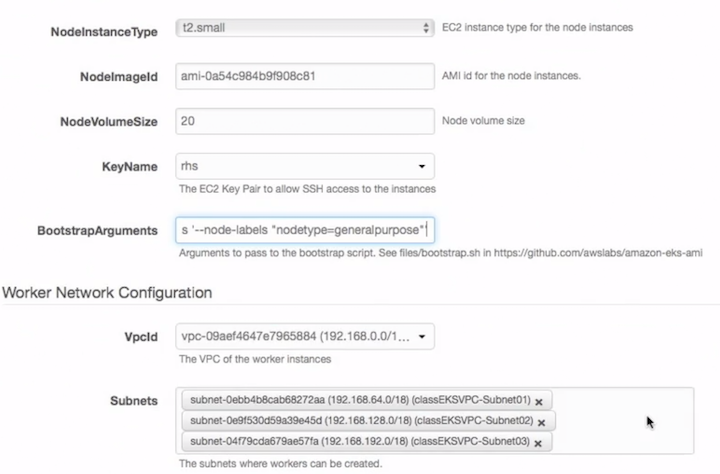 NodeInstanceType t2.small EC2 instance type for the node instances
NodeImageId ami-0a54c984b9f908c81 AMI id for the node instances.
NodeVolumeSize 20 Node volume size
KeyName rhs
The EC2 Key Pair to allow SSH access to the instances
BootstrapArguments s '--node-labels "nodetype=generalpurpose"'
Arguments to pass to the bootstrap script. See files/bootstrap.sh in https://github.com/awslabs/amazon-eks-ami
Worker Network Configuration
VpcId vpc-09aef4647e7965884 (192.168.0.0/1...
The VPC of the worker instances
subnet-0ebb4b8cab68272aa (192.168.64.0/18) (classEKSVPC-Subnet01) ×
Subnets subnet-0e9f530d59a39e45d (192.168.128.0/18) (classEKSVPC-Subnet02) ×
subnet-04f79cda679ae57fa (192.168.192.0/18) (classEKSVPC-Subnet03) ×
The subnets where workers can be created.